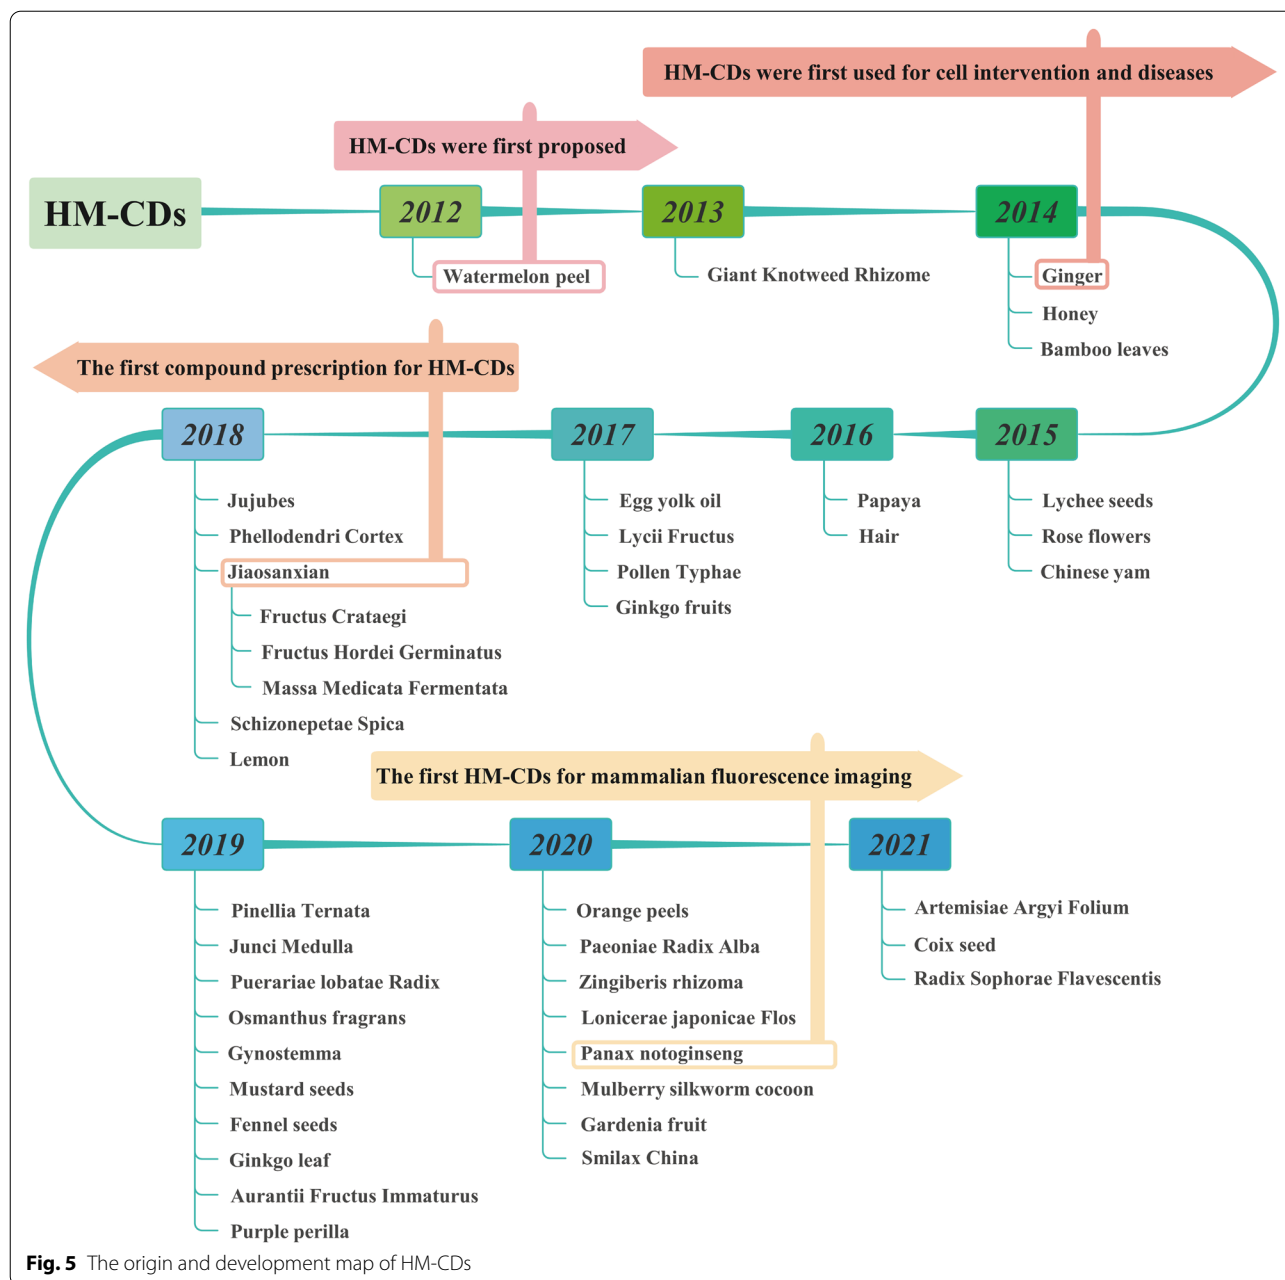 HM-CDs were first used for cell intervention and diseases
HM-CDs were first proposed
HM-CDs
2012
2013
2014
Watermelon peel
Giant Knotweed Rhizome
Ginger
Honey
Bamboo leaves
The first compound prescription for HM-CDs
2018
2017
2016
2015
Jujubes
Phellodendri Cortex
Jiaosanxian
Fructus Crataegi
Fructus Hordei Germinatus
Massa Medicata Fermentata
Schizonepetae Spica
Lemon
Egg yolk oil
Lycii Fructus
Pollen Typhae
Ginkgo fruits
Papaya
Hair
Lychee seeds
Rose flowers
Chinese yam
The first HM-CDs for mammalian fluorescence imaging
2019
2020
2021
Pinellia Ternata
Junci Medulla
Puerariae lobatae Radix
Osmanthus fragrans
Gynostemma
Mustard seeds
Fennel seeds
Ginkgo leaf
Aurantii Fructus Immaturus
Purple perilla
Orange peels
Paeoniae Radix Alba
Zingiberis rhizoma
Lonicerae japonicae Flos
Panax notoginseng
Mulberry silkworm cocoon
Gardenia fruit
Smilax China
Artemisiae Argyi Folium
Coix seed
Radix Sophorae Flavescentis
Fig. 5 The origin and development map of HM-CDs